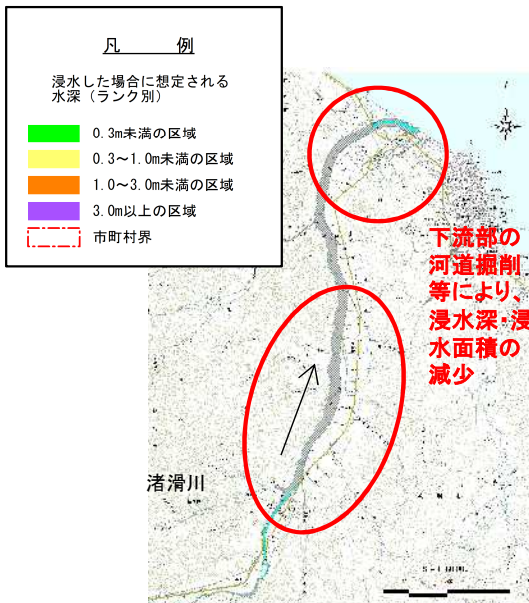 凡　例
浸水した場合に想定される
水深（ランク別）
0.3m未満の区域
0.3～1.0m未満の区域
1.0～3.0m未満の区域
3.0m以上の区域
市町村界
下流部の
河道掘削
等により、
浸水深・浸
水面積の
減少
渚滑川